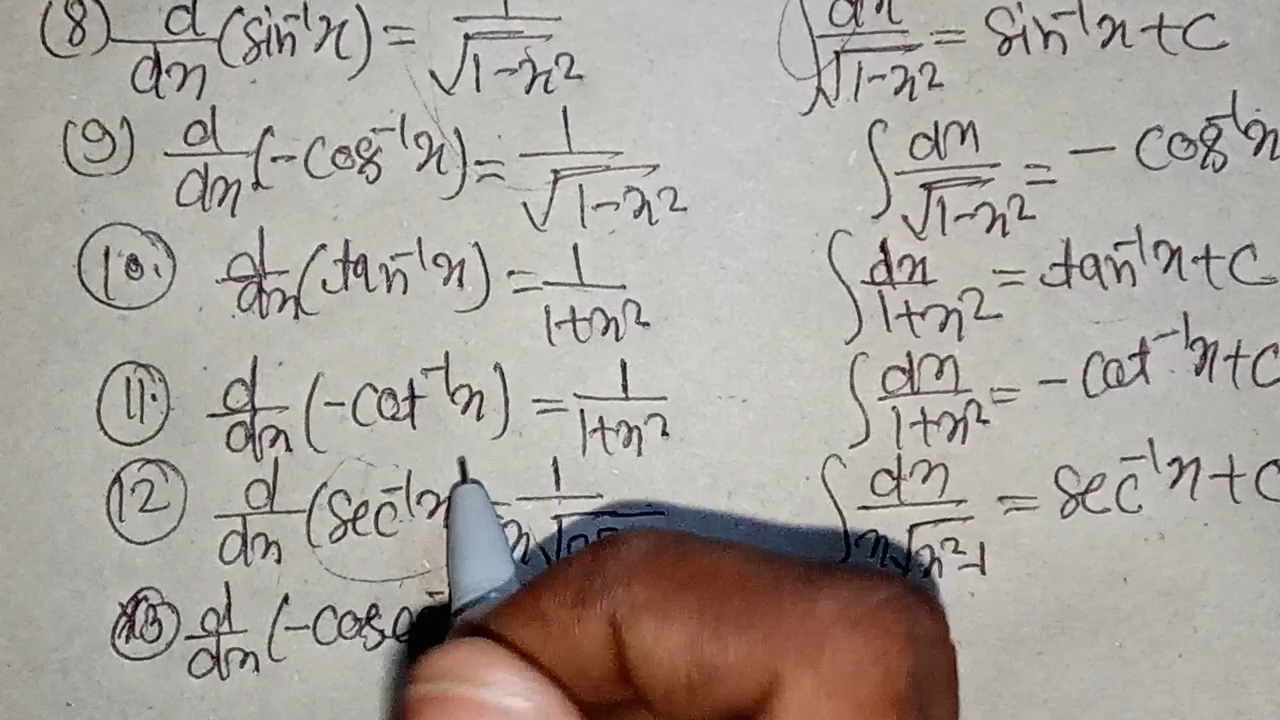 (8) d/dx (sin⁻¹x) = 1/√1-x² ∫ dx/√1-x² = sin⁻¹x + c
(9) d/dx (-cos⁻¹x) = 1/√1-x² ∫ dx/√1-x² = - cos⁻¹x
10. d/dx (tan⁻¹x) = 1/1+x² ∫ dx/1+x² = tan⁻¹x + c
11. d/dx (-cot⁻¹x) = 1/1+x² ∫ dx/1+x² = - cot⁻¹x + c
12 d/dx (sec⁻¹x = 1/x√ ∫ dx/x√x²-1 = sec⁻¹x + c
13 d/dx (-cosec⁻